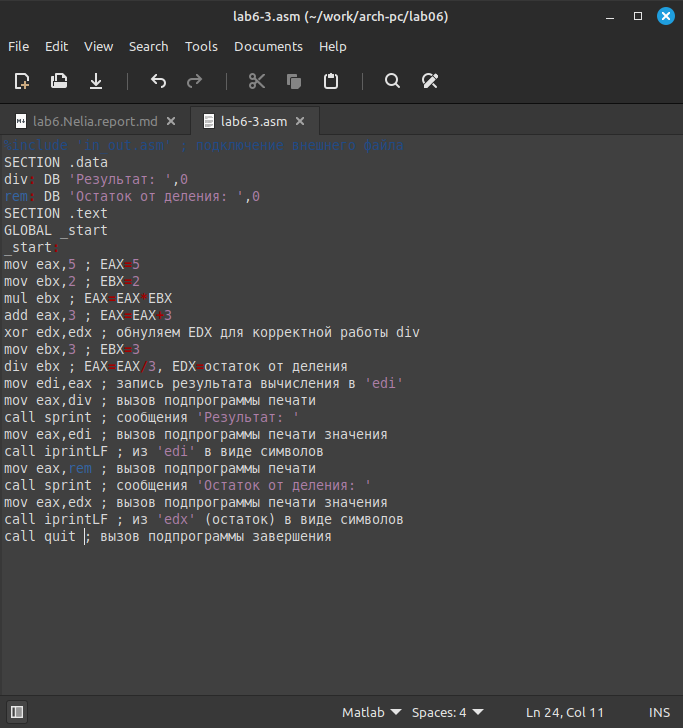 lab6-3.asm (~/work/arch-pc/lab06)
File Edit View Search Tools Documents Help
lab6.Nelia.report.md lab6-3.asm
%include 'in_out.asm' ; подключение внешнего файла
SECTION .data
div: DB 'Результат: ',0
rem: DB 'Остаток от деления: ',0
SECTION .text
GLOBAL _start
_start:
mov eax,5 ; EAX=5
mov ebx,2 ; EBX=2
mul ebx ; EAX=EAX*EBX
add eax,3 ; EAX=EAX+3
xor edx,edx ; обнуляем EDX для корректной работы div
mov ebx,3 ; EBX=3
div ebx ; EAX=EAX/3, EDX=остаток от деления
mov edi,eax ; запись результата вычисления в 'edi'
mov eax,div ; вызов подпрограммы печати
call sprint ; сообщения 'Результат: '
mov eax,edi ; вызов подпрограммы печати значения
call iprintLF ; из 'edi' в виде символов
mov eax,rem ; вызов подпрограммы печати
call sprint ; сообщения 'Остаток от деления: '
mov eax,edx ; вызов подпрограммы печати значения
call iprintLF ; из 'edx' (остаток) в виде символов
call quit ; вызов подпрограммы завершения
Matlab Spaces: 4 Ln 24, Col 11 INS